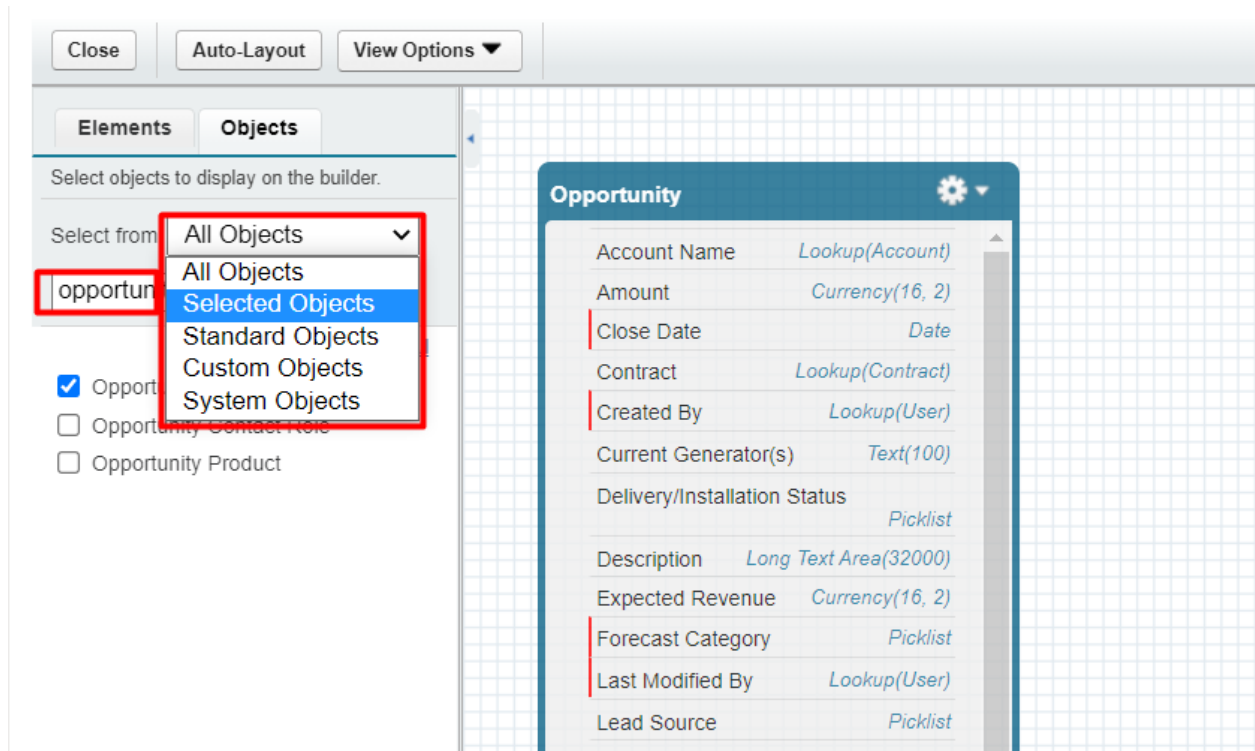 Close
Auto-Layout
View Options
Elements
Objects
Select objects to display on the builder.
Select from
All Objects
All Objects
opportun
Selected Objects
Standard Objects
Custom Objects
System Objects
Opportunity Contact Role
Opportunity Product
Opportunity
Account Name Lookup(Account)
Amount Currency(16, 2)
Close Date Date
Contract Lookup(Contract)
Created By Lookup(User)
Current Generator(s) Text(100)
Delivery/Installation Status
Picklist
Description Long Text Area(32000)
Expected Revenue Currency(16, 2)
Forecast Category Picklist
Last Modified By Lookup(User)
Lead Source Picklist